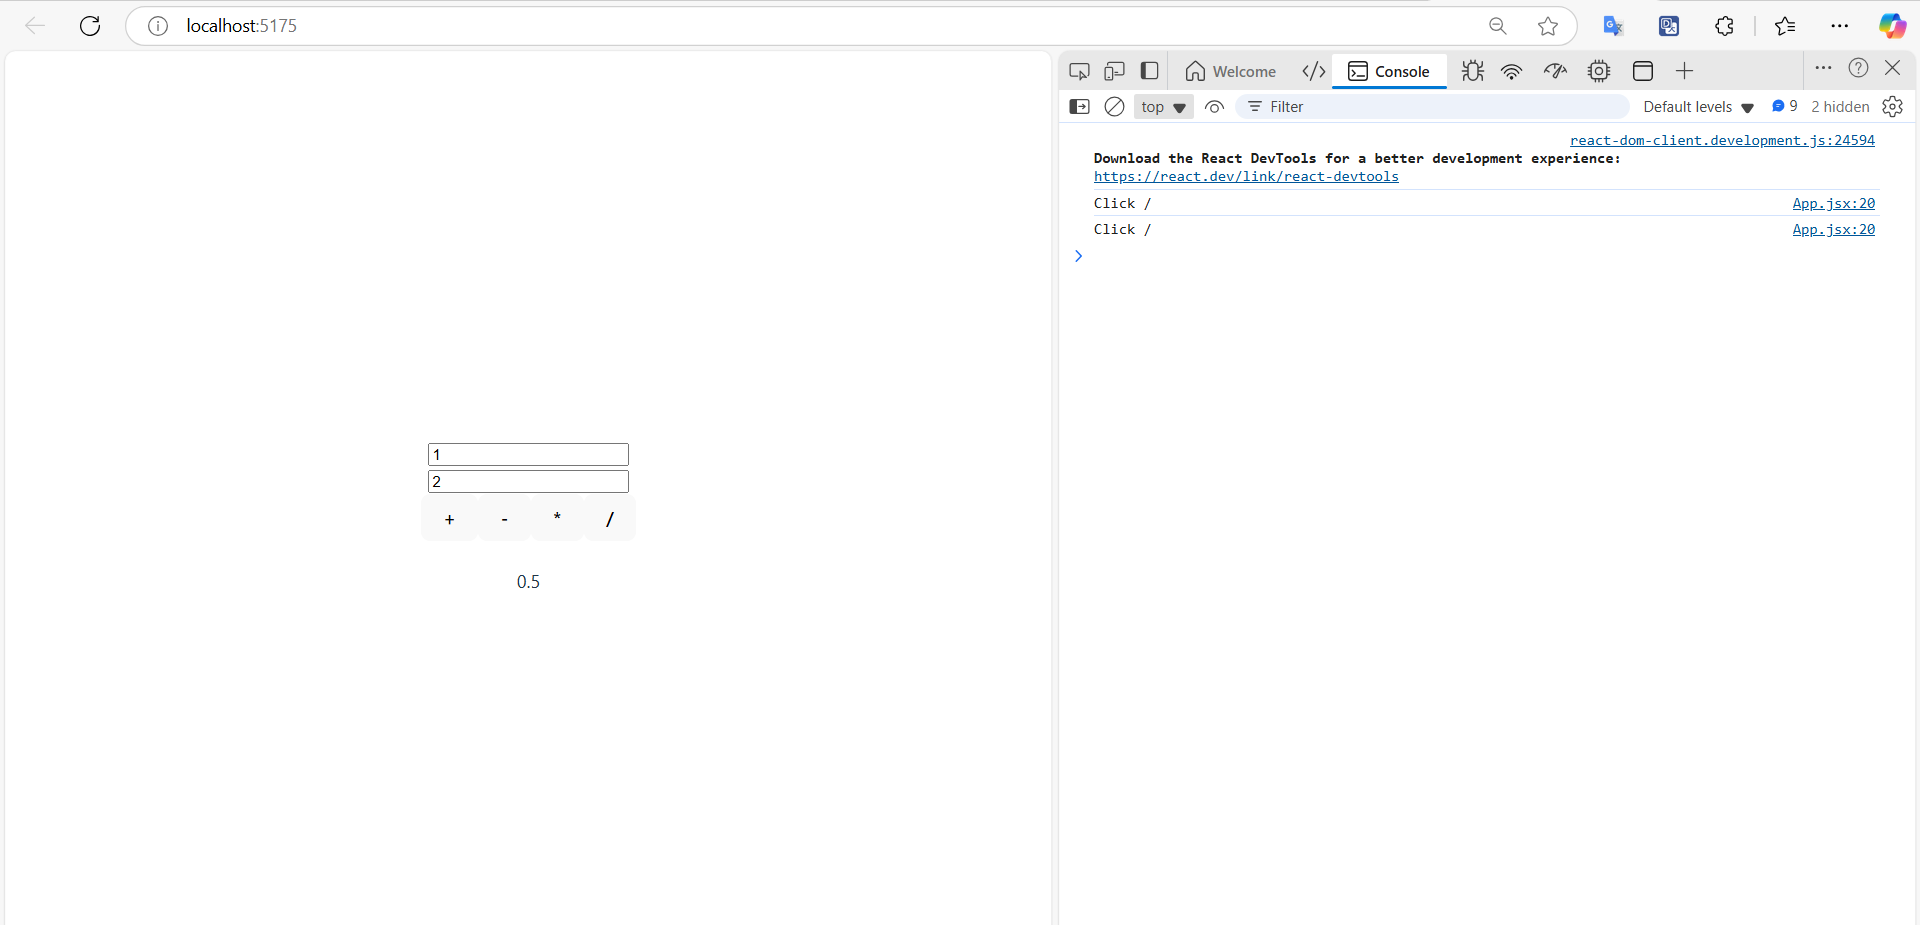 localhost:5175
Welcome
Console
top
Filter
Default levels
9
2 hidden
react-dom-client.development.js:24594
Download the React DevTools for a better development experience:
https://react.dev/link/react-devtools
Click /
App.jsx:20
Click /
App.jsx:20
1
2
+ - * /
0.5